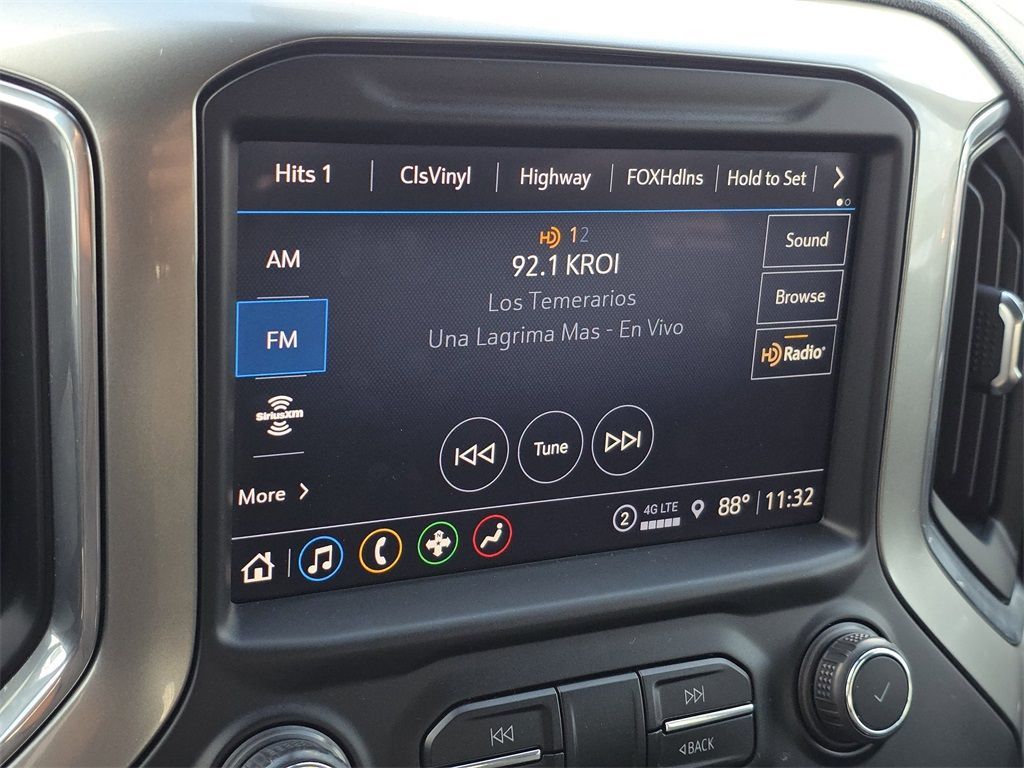 Hits 1 ClsVinyl Highway FOXHdlns Hold to Set
AM
FM
SiriusXM
More
HD 12
92.1 KROI
Los Temerarios
Una Lagrima Mas - En Vivo
Sound
Browse
HD Radio®
Tune
2 4G LTE 88° 11:32
BACK